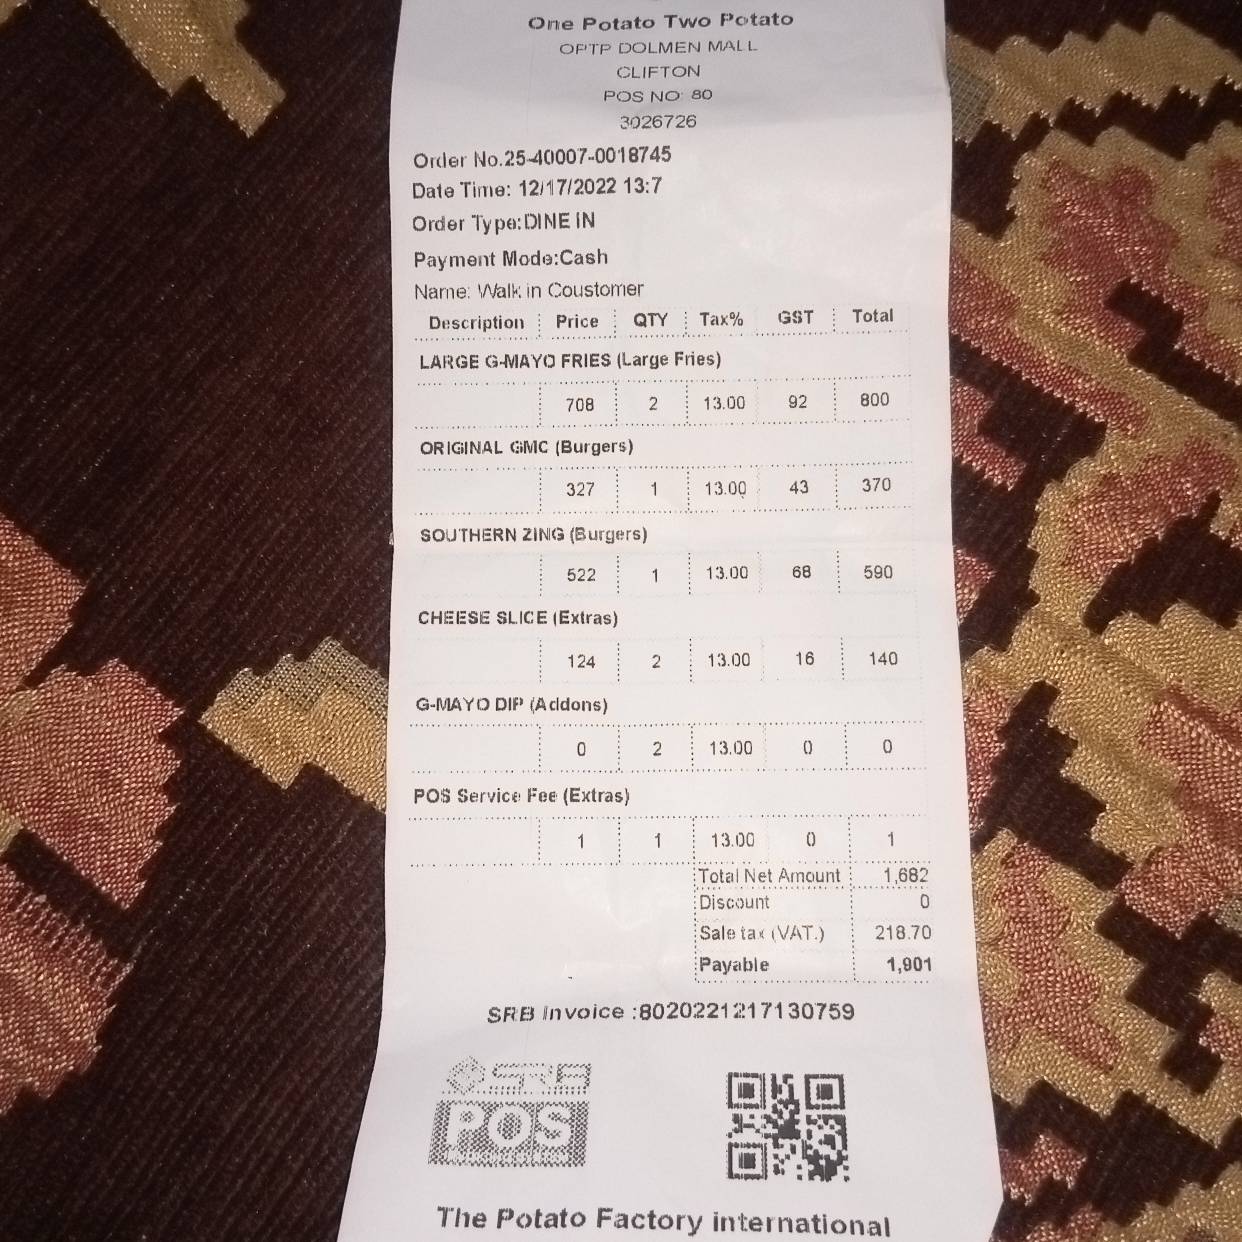 One Potato Two Potato
OPTP DOLMEN MALL
CLIFTON
POS NO: 80
3026726
Order No.25-40007-0018745
Date Time: 12/17/2022 13:7
Order Type:DINE IN
Payment Mode:Cash
Name: Walk in Coustomer
Description Price QTY Tax% GST Total
LARGE G-MAYO FRIES (Large Fries)
708 2 13.00 92 800
ORIGINAL GMC (Burgers)
327 1 13.00 43 370
SOUTHERN ZING (Burgers)
522 1 13.00 68 590
CHEESE SLICE (Extras)
124 2 13.00 16 140
G-MAYO DIP (Addons)
0 2 13.00 0 0
POS Service Fee (Extras)
1 1 13.00 0 1
Total Net Amount 1,682
Discount 0
Sale tax (VAT.) 218.70
Payable 1,901
SRB Invoice :8020221217130759
SRB
POS
The Potato Factory international